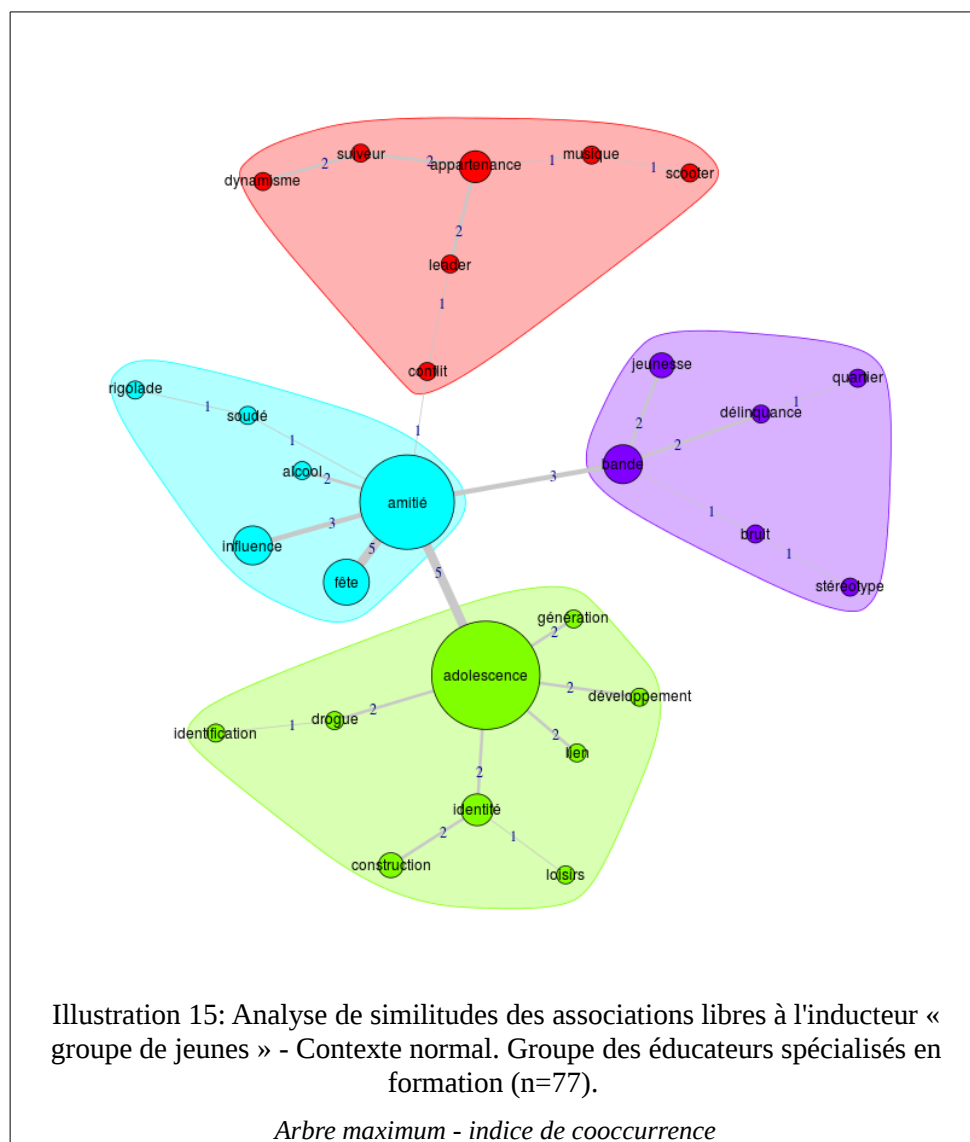 suiveur
2
dynamisme
2
appartenance
1
musique
1
scooter
2
leader
1
conflit
1
rigolade
1
soudé
1
alcool
2
amitié
3
influence
5
fête
3
jeunesse
2
quartier
1
délinquance
2
bande
1
bruit
1
stéréotype
5
génération
2
adolescence
2
développement
2
lien
2
drogue
1
identification
2
identité
2
construction
1
loisirs
Illustration 15: Analyse de similitudes des associations libres à l'inducteur «
groupe de jeunes » - Contexte normal. Groupe des éducateurs spécialisés en
formation (n=77).
Arbre maximum - indice de cooccurrence